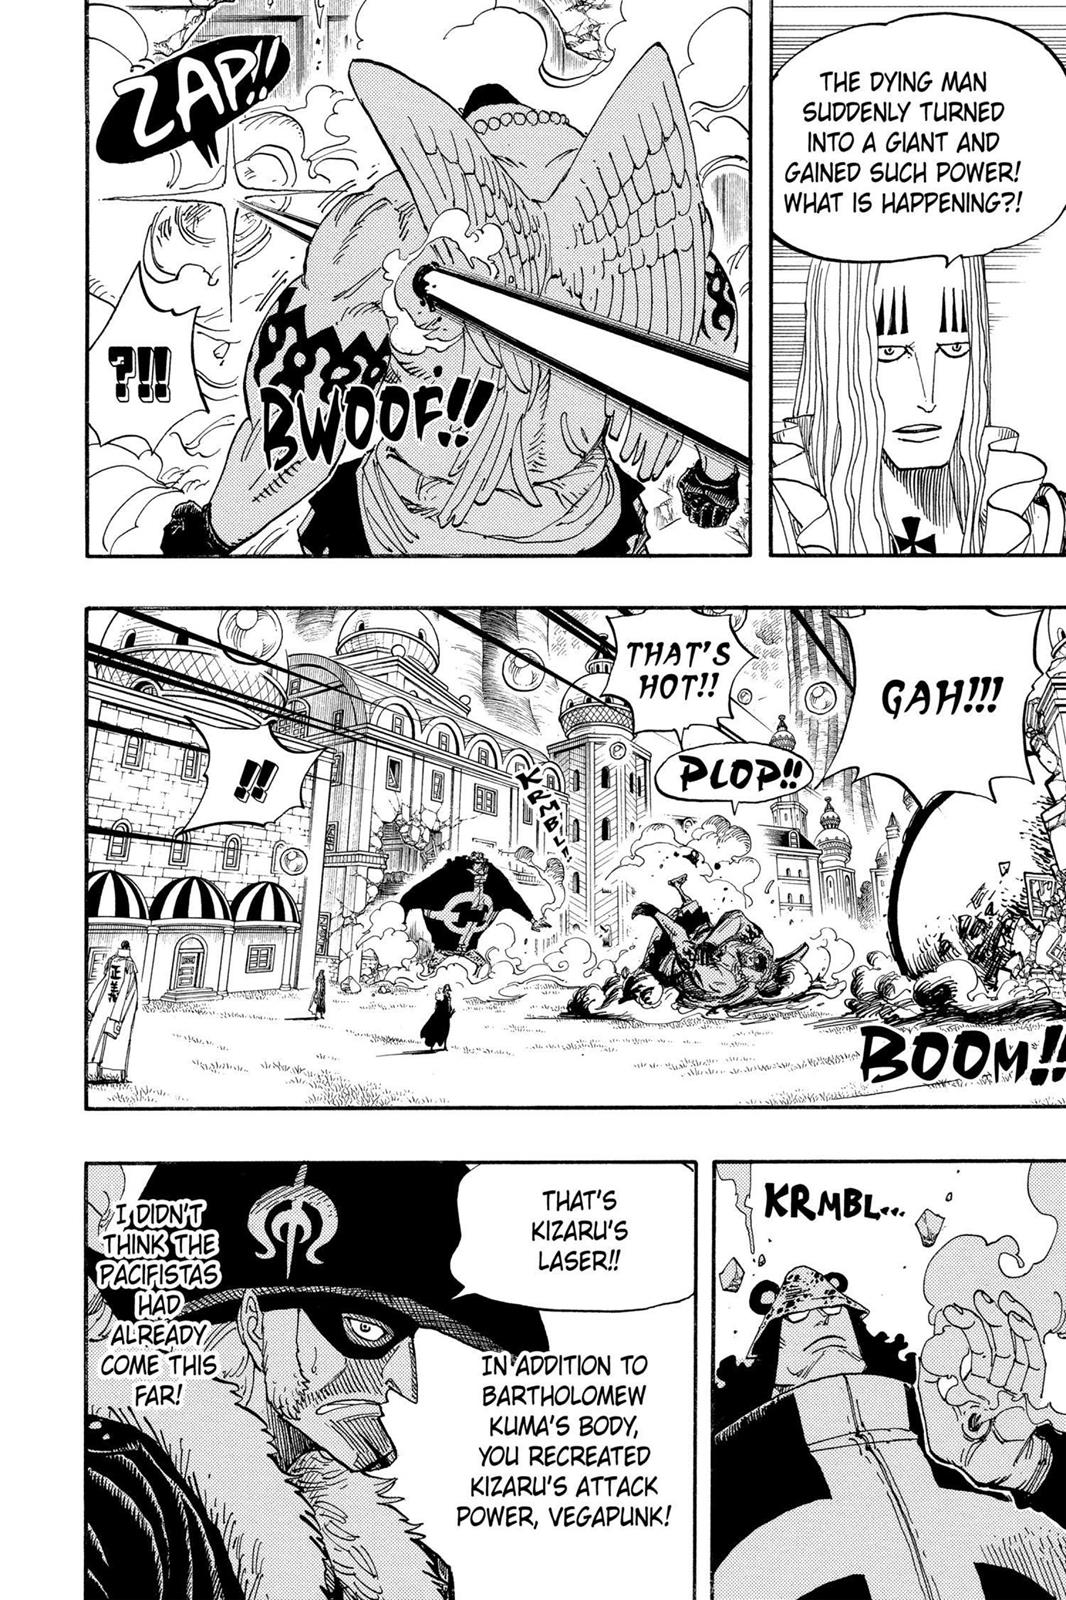 THE DYING MAN
SUDDENLY TURNED
INTO A GIANT AND
GAINED SUCH POWER!
WHAT IS HAPPENING?!
ZAP!!
?!!
BWOOF!!
GAH!!!
THAT'S
HOT!!
PLOP!!
!!
KRMBL!!
正義
BOOM!!
KRMBL...
THAT'S
KIZARU'S
LASER!!
IN ADDITION TO
BARTHOLOMEW
KUMA'S BODY,
YOU RECREATED
KIZARU'S ATTACK
POWER, VEGAPUNK!
I DIDN'T
THINK THE
PACIFISTAS
HAD
ALREADY
COME THIS
FAR!